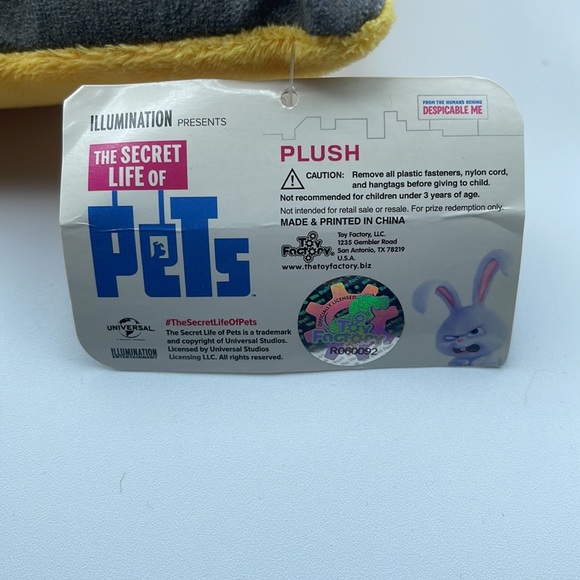 ILLUMINATION PRESENTS
THE SECRET
LIFE OF
PETS™
UNIVERSAL
ILLUMINATION
ENTERTAINMENT
#TheSecretLifeOfPets
The Secret Life of Pets is a trademark
and copyright of Universal Studios.
Licensed by Universal Studios
Licensing LLC. All rights reserved.
FROM THE HUMANS BEHIND
DESPICABLE ME
PLUSH
CAUTION: Remove all plastic fasteners, nylon cord,
and hangtags before giving to child.
Not recommended for children under 3 years of age.
Not intended for retail sale or resale. For prize redemption only.
MADE & PRINTED IN CHINA
Toy
Factory
Toy Factory, LLC.
1235 Gembler Road
San Antonio, TX 78219
U.S.A.
www.thetoyfactory.biz
OFFICIALLY LICENSED
Toy
Factory
R060092